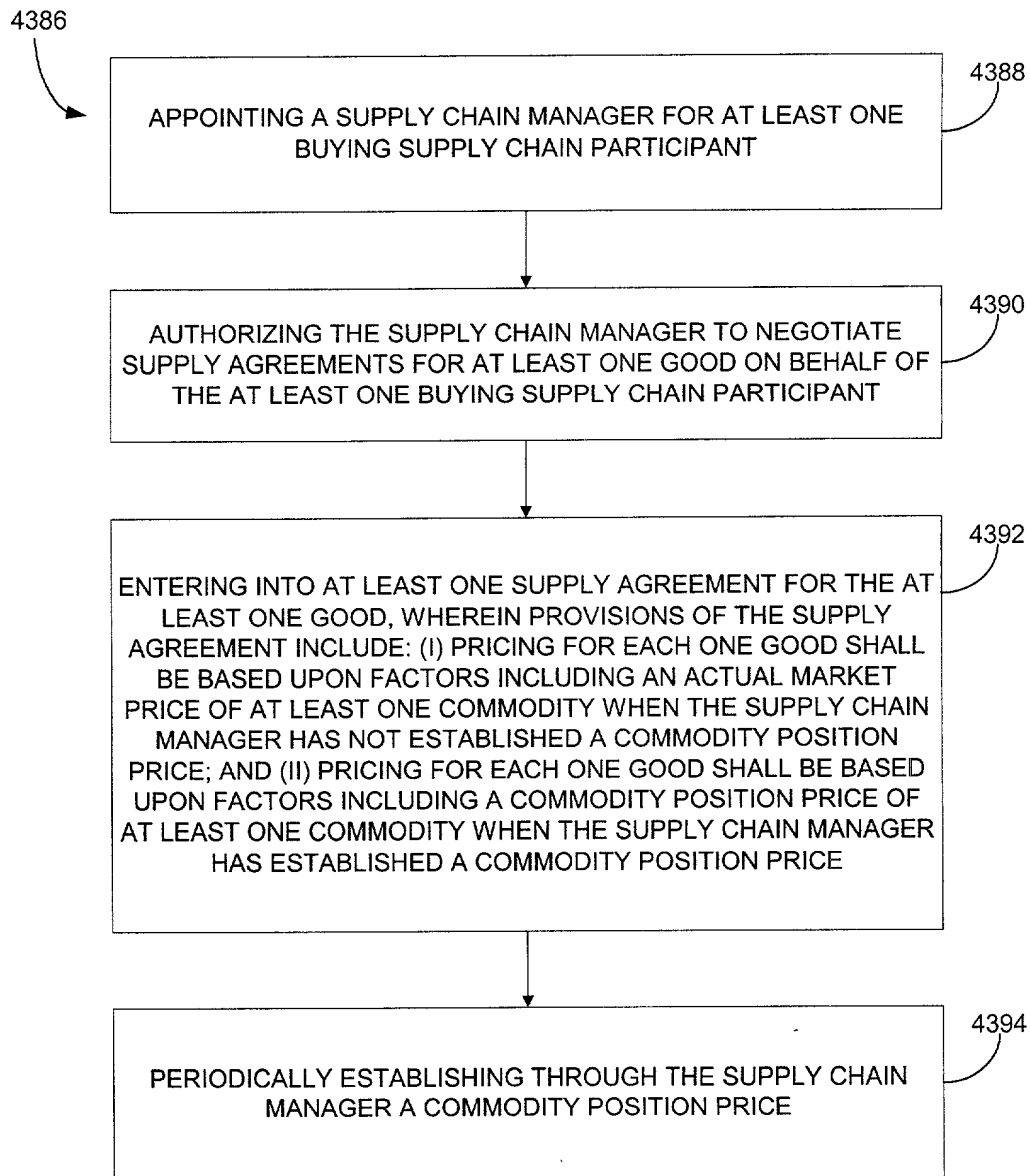 4386
4388
APPOINTING A SUPPLY CHAIN MANAGER FOR AT LEAST ONE
BUYING SUPPLY CHAIN PARTICIPANT
4390
AUTHORIZING THE SUPPLY CHAIN MANAGER TO NEGOTIATE
SUPPLY AGREEMENTS FOR AT LEAST ONE GOOD ON BEHALF OF
THE AT LEAST ONE BUYING SUPPLY CHAIN PARTICIPANT
4392
ENTERING INTO AT LEAST ONE SUPPLY AGREEMENT FOR THE AT
LEAST ONE GOOD, WHEREIN PROVISIONS OF THE SUPPLY
AGREEMENT INCLUDE: (I) PRICING FOR EACH ONE GOOD SHALL
BE BASED UPON FACTORS INCLUDING AN ACTUAL MARKET
PRICE OF AT LEAST ONE COMMODITY WHEN THE SUPPLY CHAIN
MANAGER HAS NOT ESTABLISHED A COMMODITY POSITION
PRICE; AND (II) PRICING FOR EACH ONE GOOD SHALL BE BASED
UPON FACTORS INCLUDING A COMMODITY POSITION PRICE OF
AT LEAST ONE COMMODITY WHEN THE SUPPLY CHAIN MANAGER
HAS ESTABLISHED A COMMODITY POSITION PRICE
4394
PERIODICALLY ESTABLISHING THROUGH THE SUPPLY CHAIN
MANAGER A COMMODITY POSITION PRICE